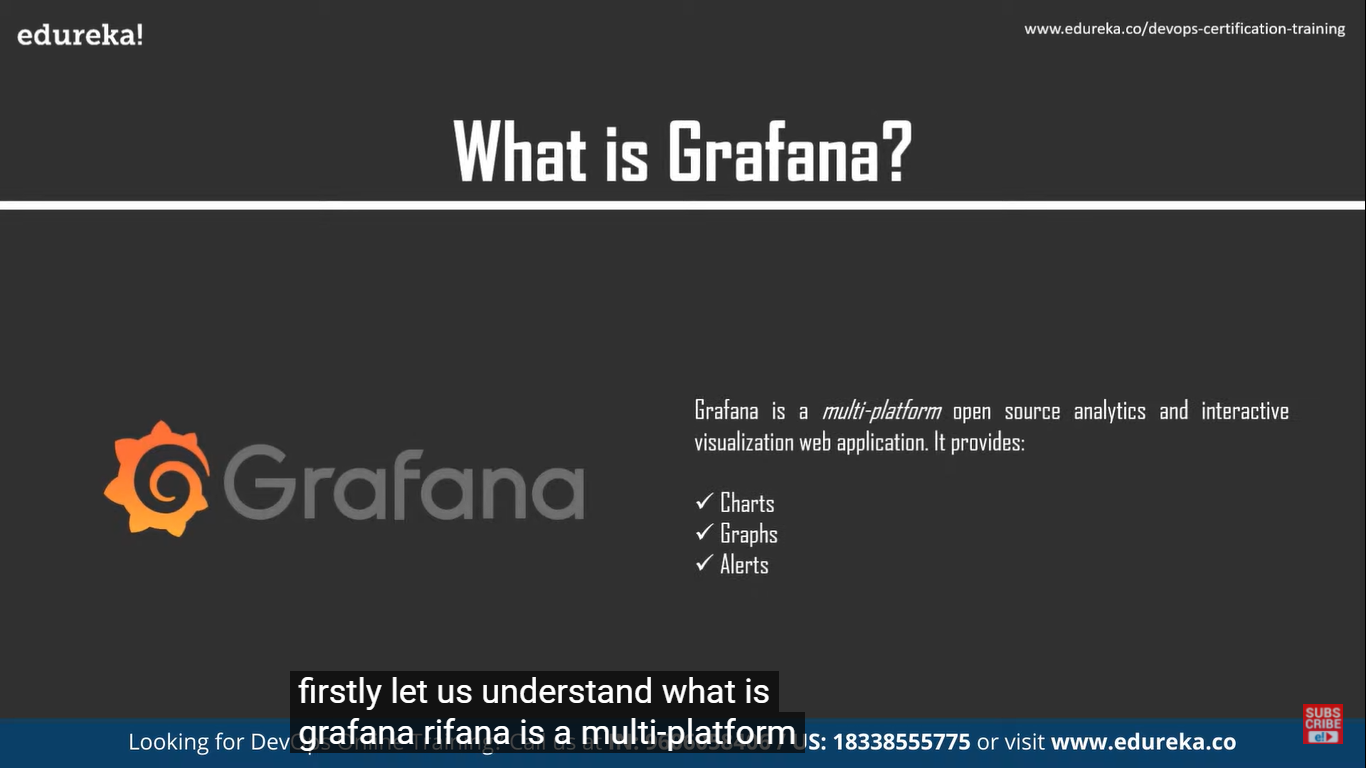 edureka!
www.edureka.co/devops-certification-training
What is Grafana?
Grafana
Grafana is a multi-platform open source analytics and interactive
visualization web application. It provides:
✓ Charts
✓ Graphs
✓ Alerts
firstly let us understand what is
grafana rifana is a multi-platform
Looking for DevOps Online Training? Call us at IN: US: 18338555775 or visit www.edureka.co
SUBS
CRIBE
e!